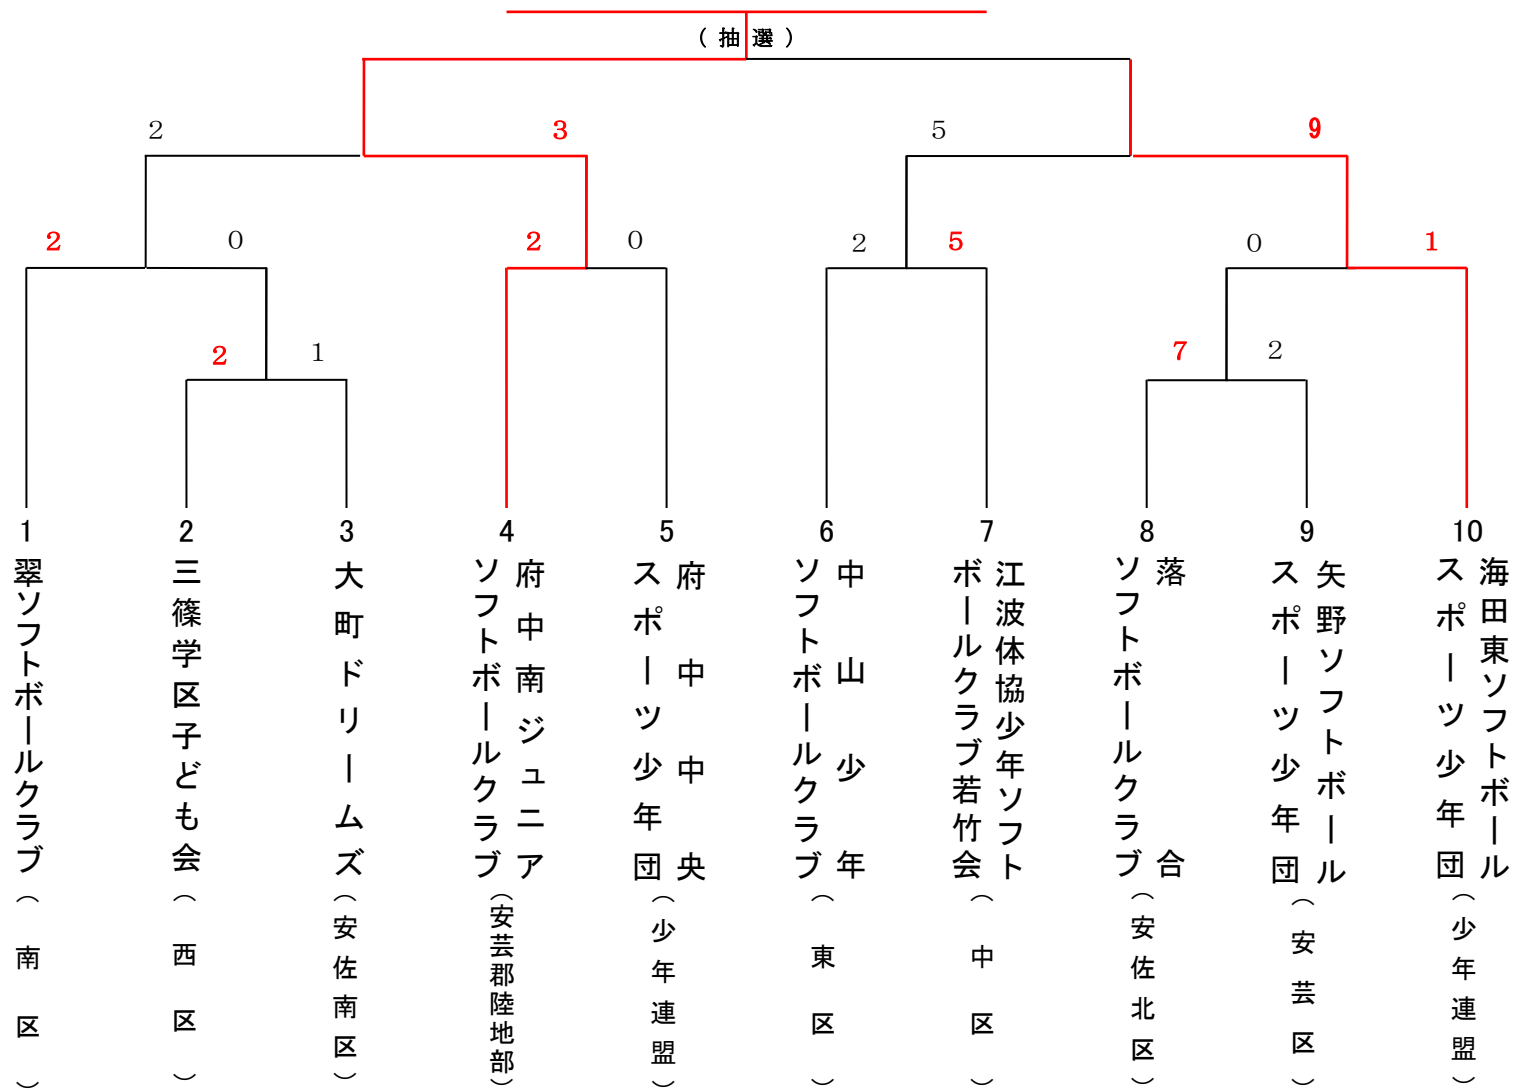 （抽選）
2
3
5
9
2
0
2
0
2
5
0
1
2
1
7
2
1
2
3
4
5
6
7
8
9
10
翠ソフトボールクラブ
（南区）
三篠学区子ども会
（西区）
大町ドリームズ
（安佐南区）
府中南ジュニア
ソフトボールクラブ
（安芸郡陸地部）
府中中央
スポーツ少年団
（少年連盟）
中山少年
ソフトボールクラブ
（東区）
江波体協少年ソフト
ボールクラブ若竹会
（中区）
落合
ソフトボールクラブ
（安佐北区）
矢野ソフトボール
スポーツ少年団
（安芸区）
海田東ソフトボール
スポーツ少年団
（少年連盟）